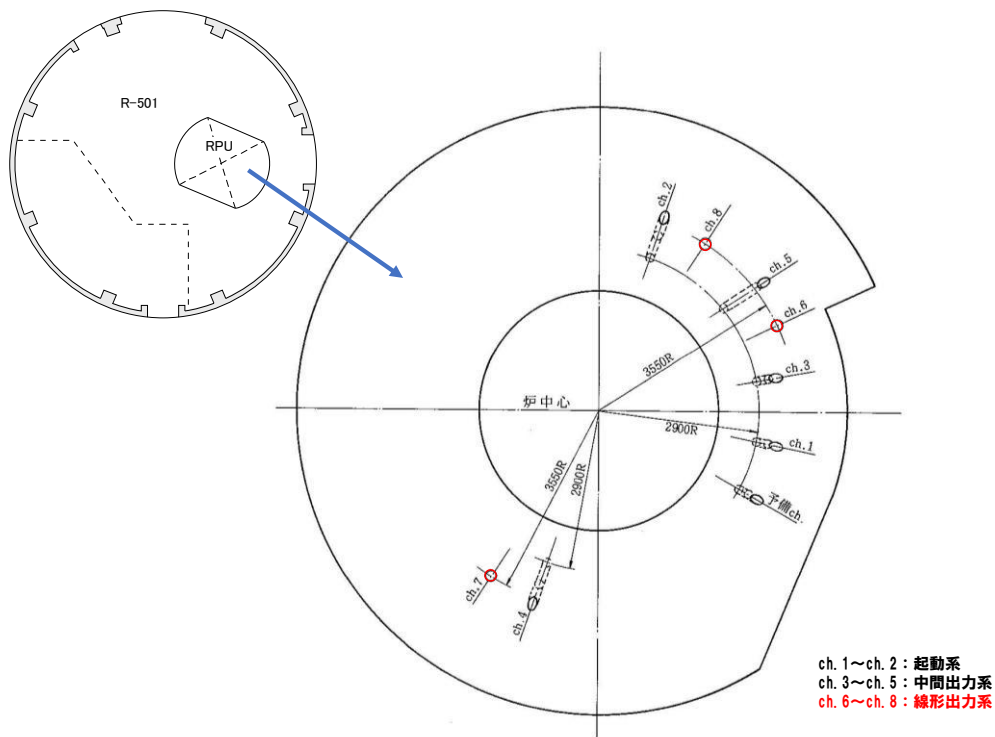 R-501
RPU
ch.2
ch.8
ch.5
ch.6
3550R
ch.3
炉中心
2900R
ch.1
予備ch.
3550R
2900R
ch.7
ch.4
ch.1～ch.2：起動系
ch.3～ch.5：中間出力系
ch.6～ch.8：線形出力系